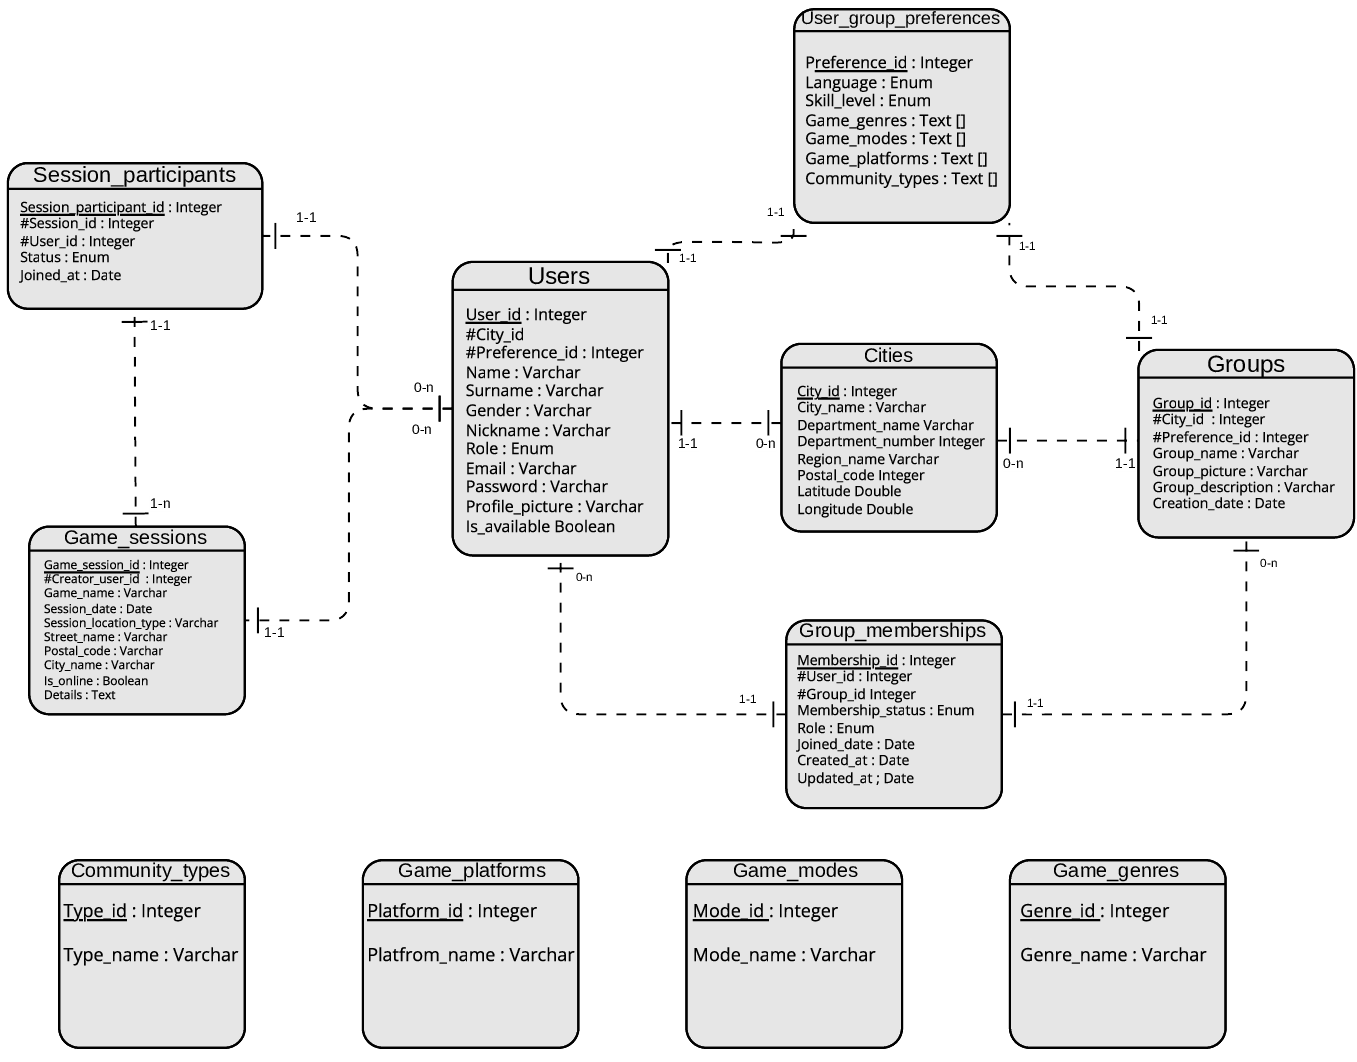 User_group_preferences
Preference_id : Integer
Language : Enum
Skill_level : Enum
Game_genres : Text []
Game_modes : Text []
Game_platforms : Text []
Community_types : Text []
1-1
1-1
1-1
1-1
Session_participants
Session_participant_id : Integer
#Session_id : Integer
#User_id : Integer
Status : Enum
Joined_at : Date
1-1
1-1
Users
User_id : Integer
#City_id
#Preference_id : Integer
Name : Varchar
Surname : Varchar
Gender : Varchar
Nickname : Varchar
Role : Enum
Email : Varchar
Password : Varchar
Profile_picture : Varchar
Is_available Boolean
0-n
0-n
1-1
0-n
0-n
Cities
City_id : Integer
City_name : Varchar
Department_name Varchar
Department_number Integer
Region_name Varchar
Postal_code Integer
Latitude Double
Longitude Double
0-n
1-1
Groups
Group_id : Integer
#City_id  : Integer
#Preference_id : Integer
Group_name : Varchar
Group_picture : Varchar
Group_description : Varchar
Creation_date : Date
0-n
1-n
Game_sessions
Game_session_id : Integer
#Creator_user_id  : Integer
Game_name : Varchar
Session_date : Date
Session_location_type : Varchar
Street_name : Varchar
Postal_code : Varchar
City_name : Varchar
Is_online : Boolean
Details : Text
1-1
Group_memberships
Membership_id : Integer
#User_id : Integer
#Group_id Integer
Membership_status : Enum
Role : Enum
Joined_date : Date
Created_at : Date
Updated_at ; Date
1-1
1-1
Community_types
Type_id : Integer
Type_name : Varchar
Game_platforms
Platform_id : Integer
Platfrom_name : Varchar
Game_modes
Mode_id : Integer
Mode_name : Varchar
Game_genres
Genre_id : Integer
Genre_name : Varchar